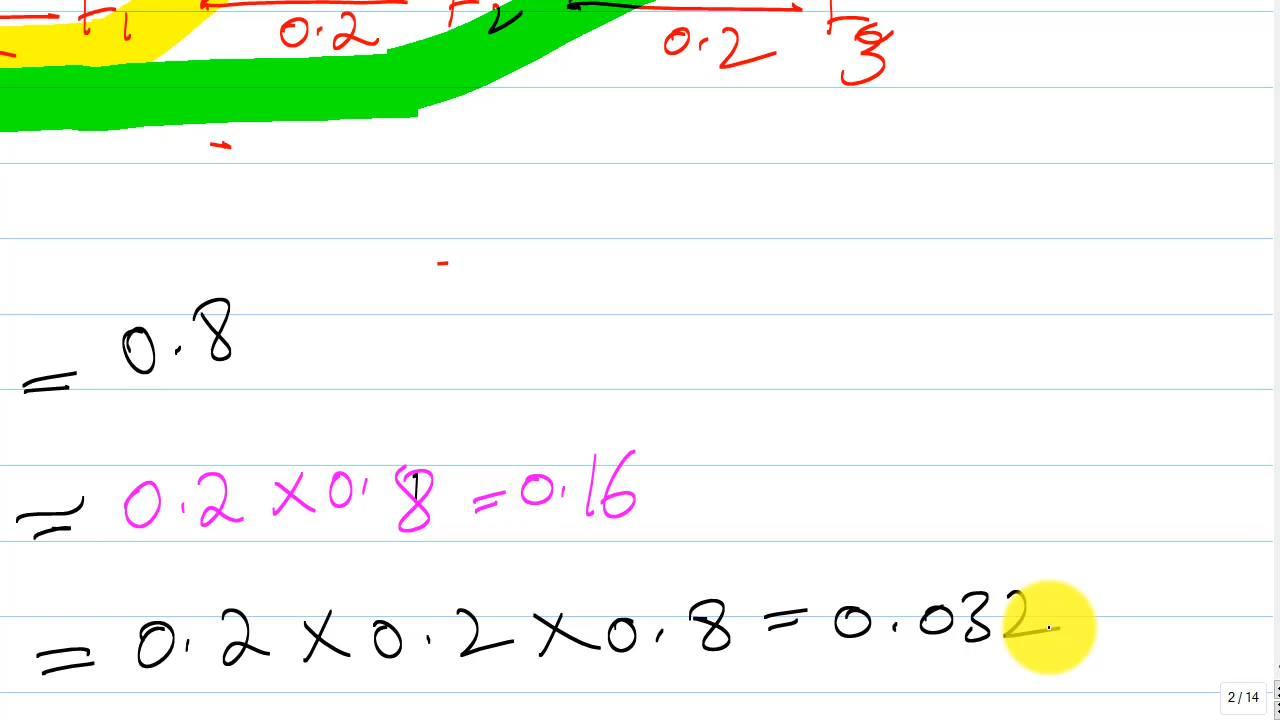 F1 0.2 F2 0.2 F3
= 0.8
= 0.2 × 0.8 = 0.16
= 0.2 × 0.2 × 0.8 = 0.032
2 / 14